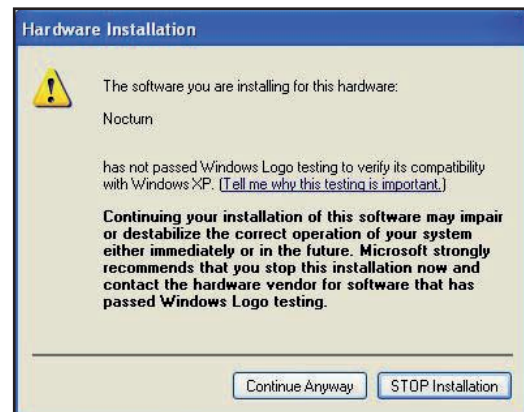 Hardware Installation
The software you are installing for this hardware:
Nocturn
has not passed Windows Logo testing to verify its compatibility
with Windows XP. (Tell me why this testing is important.)
Continuing your installation of this software may impair
or destabilize the correct operation of your system
either immediately or in the future. Microsoft strongly
recommends that you stop this installation now and
contact the hardware vendor for software that has
passed Windows Logo testing.
Continue Anyway
STOP Installation